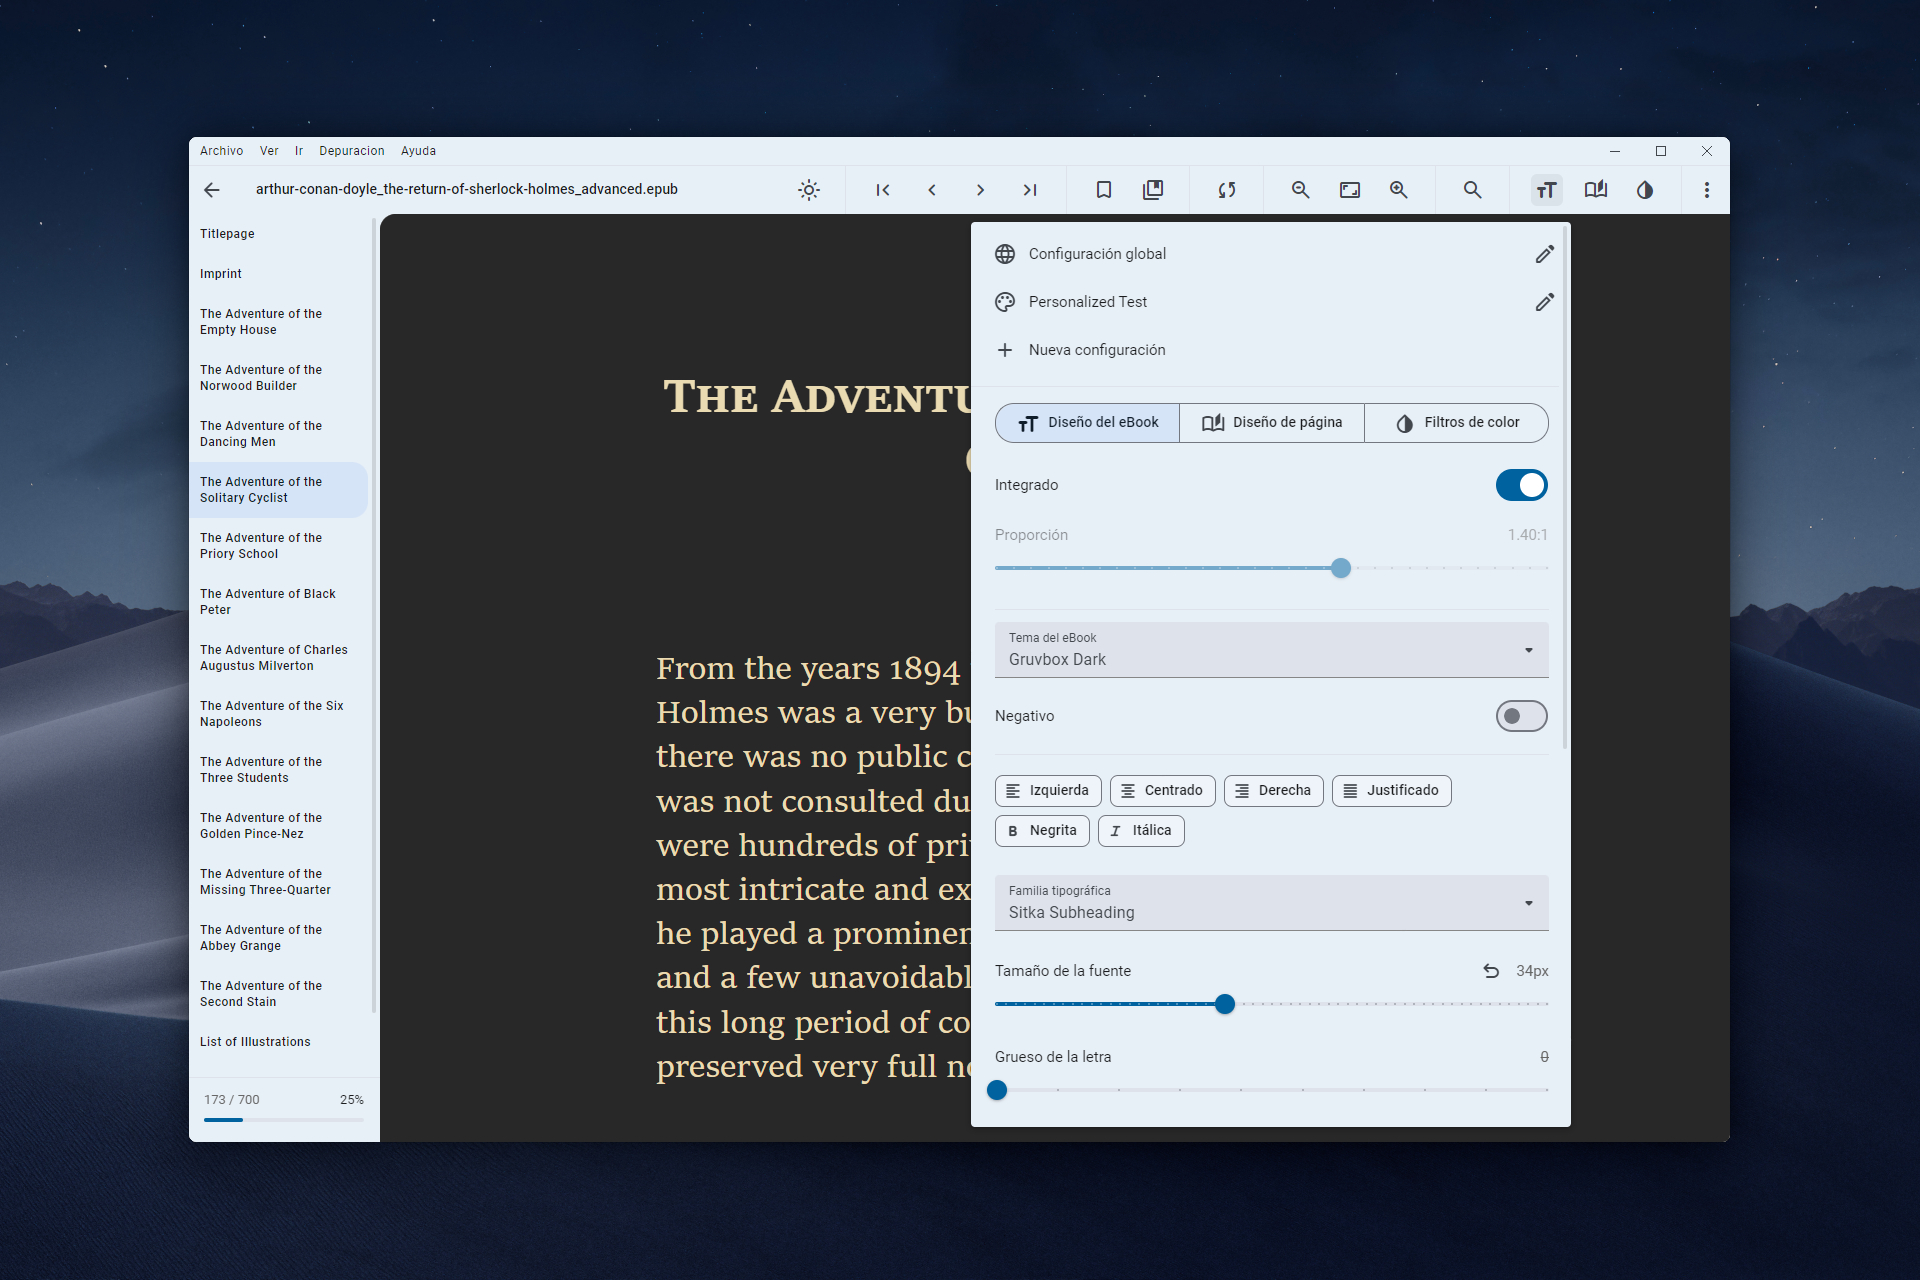 Archivo Ver Ir Depuracion Ayuda
arthur-conan-doyle_the-return-of-sherlock-holmes_advanced.epub
Titlepage
Imprint
The Adventure of the
Empty House
The Adventure of the
Norwood Builder
The Adventure of the
Dancing Men
The Adventure of the
Solitary Cyclist
The Adventure of the
Priory School
The Adventure of Black
Peter
The Adventure of Charles
Augustus Milverton
The Adventure of the Six
Napoleons
The Adventure of the
Three Students
The Adventure of the
Golden Pince-Nez
The Adventure of the
Missing Three-Quarter
The Adventure of the
Abbey Grange
The Adventure of the
Second Stain
List of Illustrations
173 / 700 25%
The Adventu
From the years 1894
Holmes was a very bu
there was no public c
was not consulted du
were hundreds of pri
most intricate and ex
he played a prominen
and a few unavoidabl
this long period of co
preserved very full no
Configuración global
Personalized Test
Nueva configuración
Diseño del eBook Diseño de página Filtros de color
Integrado
Proporción 1.40:1
Tema del eBook
Gruvbox Dark
Negativo
Izquierda Centrado Derecha Justificado
B Negrita I Itálica
Familia tipográfica
Sitka Subheading
Tamaño de la fuente 34px
Grueso de la letra 0